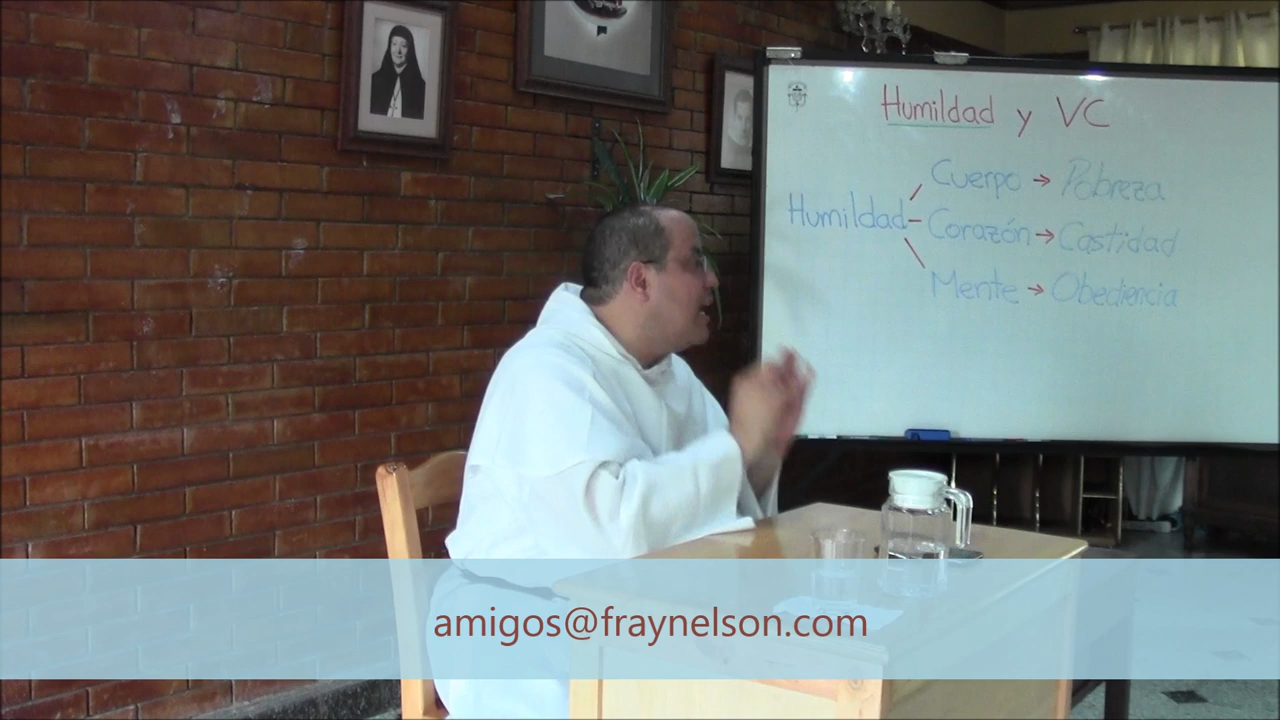 Humildad y VC
Cuerpo → Pobreza
Humildad - Corazón → Castidad
Mente → Obediencia
amigos@fraynelson.com